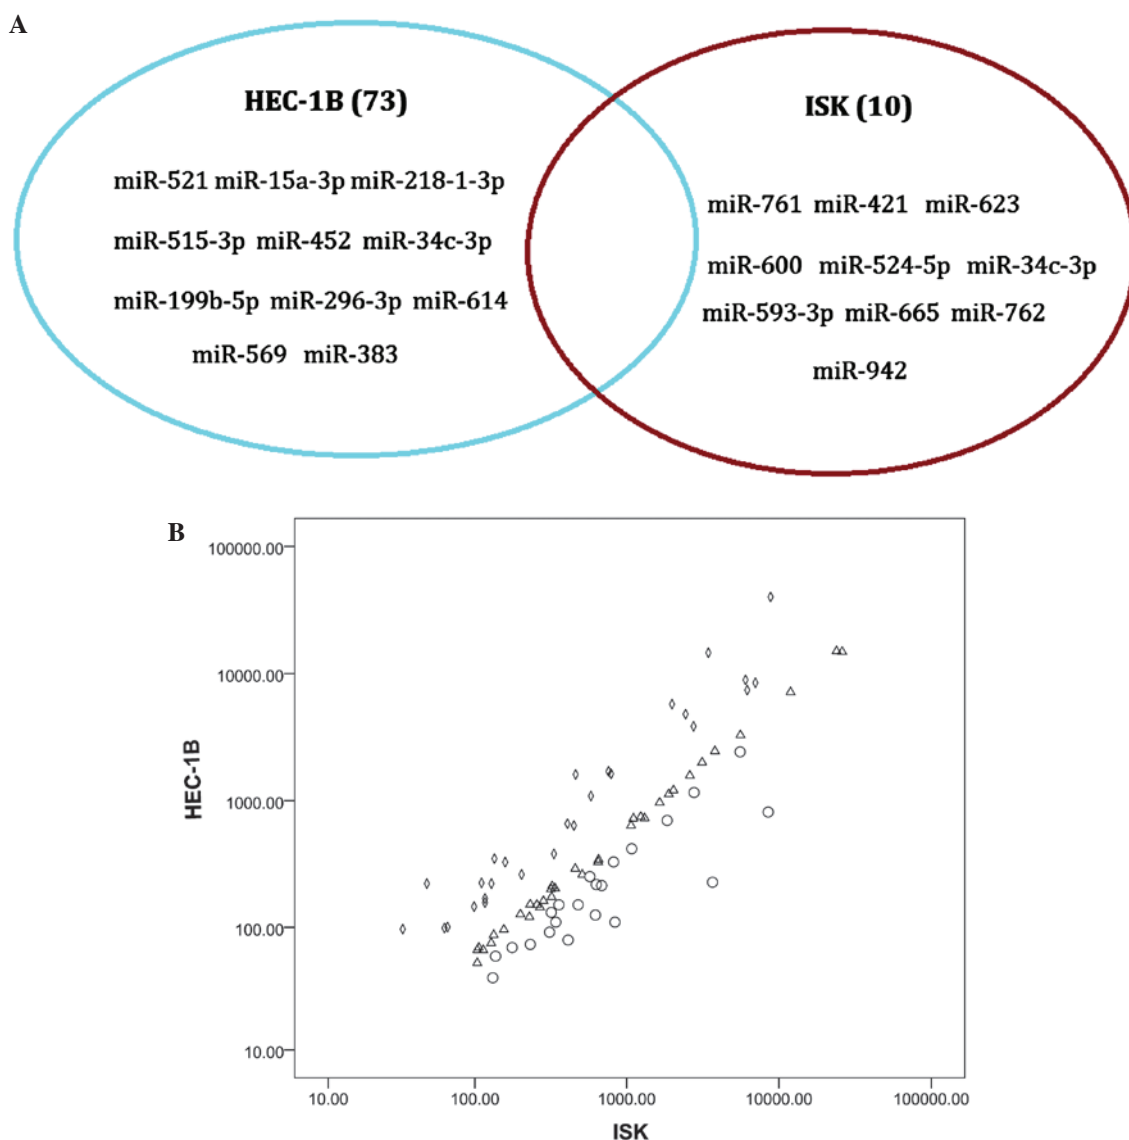 A
HEC-1B (73)
miR-521 miR-15a-3p miR-218-1-3p
miR-515-3p miR-452 miR-34c-3p
miR-199b-5p miR-296-3p miR-614
miR-569 miR-383
ISK (10)
miR-761 miR-421 miR-623
miR-600 miR-524-5p miR-34c-3p
miR-593-3p miR-665 miR-762
miR-942
B
100000.00
10000.00
1000.00
100.00
10.00
HEC-1B
10.00 100.00 1000.00 10000.00 100000.00
ISK